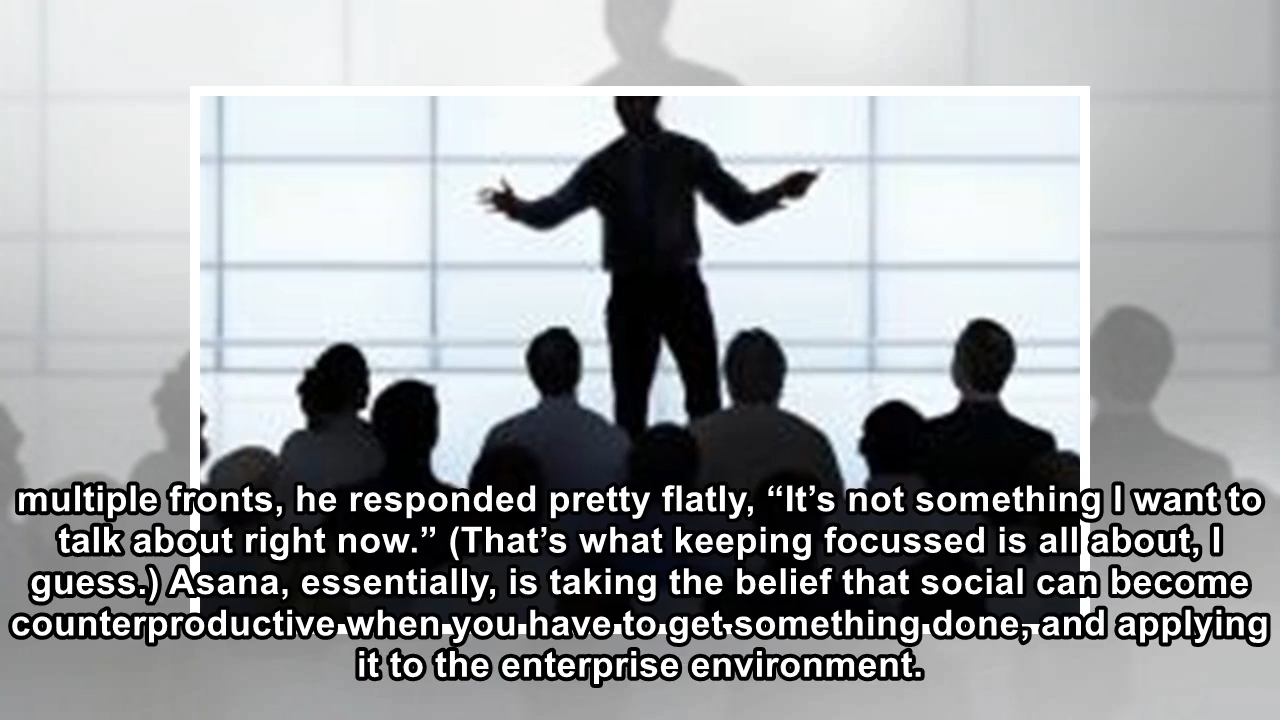 multiple fronts, he responded pretty flatly, “It’s not something I want to
talk about right now.” (That’s what keeping focussed is all about, I
guess.) Asana, essentially, is taking the belief that social can become
counterproductive when you have to get something done, and applying
it to the enterprise environment.